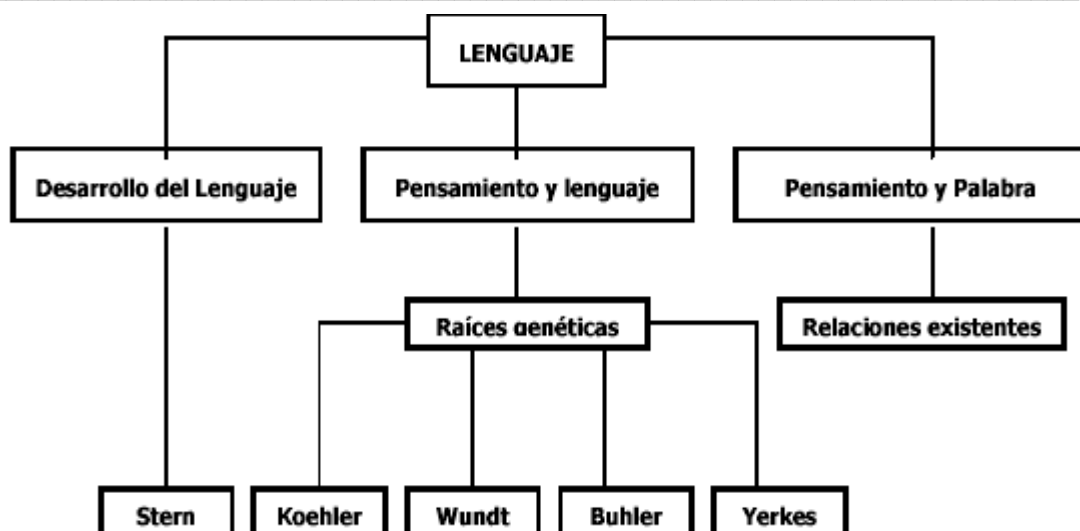 LENGUAJE
Desarrollo del Lenguaje
Pensamiento y lenguaje
Pensamiento y Palabra
Raíces genéticas
Relaciones existentes
Stern
Koehler
Wundt
Buhler
Yerkes